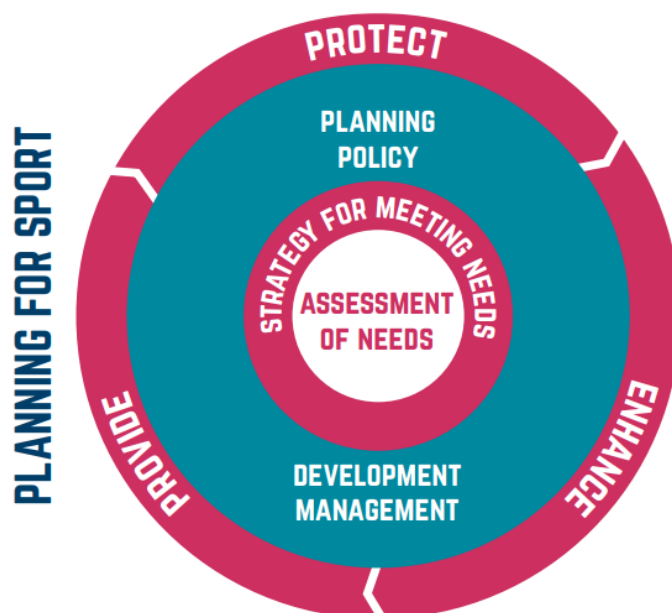 PLANNING FOR SPORT
PROTECT
PLANNING
POLICY
STRATEGY FOR MEETING NEEDS
ASSESSMENT
OF NEEDS
DEVELOPMENT
MANAGEMENT
PROVIDE
ENHANCE